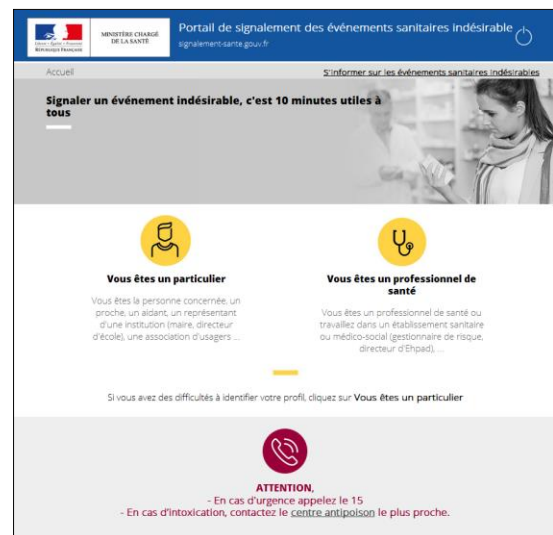 Liberté • Égalité • Fraternité
RÉPUBLIQUE FRANÇAISE
MINISTÈRE CHARGÉ
DE LA SANTÉ
Portail de signalement des événements sanitaires indésirable
signalement-sante.gouv.fr
Accueil
S'informer sur les événements sanitaires indésirables
Signaler un événement indésirable, c'est 10 minutes utiles à
tous
Vous êtes un particulier
Vous êtes la personne concernée, un
proche, un aidant, un représentant
d'une institution (maire, directeur
d'école), une association d'usagers ...
Vous êtes un professionnel de
santé
Vous êtes un professionnel de santé ou
travaillez dans un établissement sanitaire
ou médico-social (gestionnaire de risque,
directeur d'Ehpad), ...
Si vous avez des difficultés à identifier votre profil, cliquez sur Vous êtes un particulier
ATTENTION,
- En cas d'urgence appelez le 15
- En cas d'intoxication, contactez le centre antipoison le plus proche.